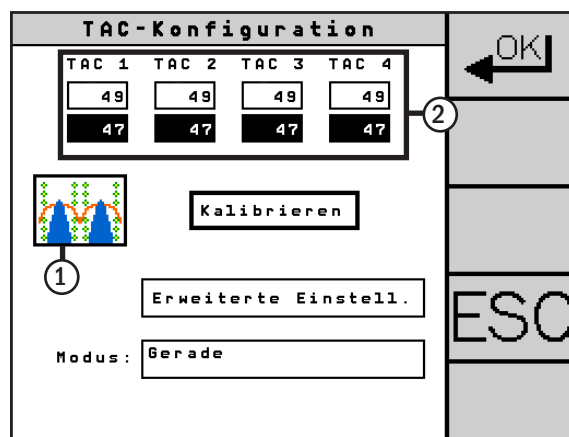 TAC-Konfiguration
OK
TAC 1 TAC 2 TAC 3 TAC 4
49 49 49 49
47 47 47 47
2
Kalibrieren
1
Erweiterte Einstell.
ESC
Modus: Gerade